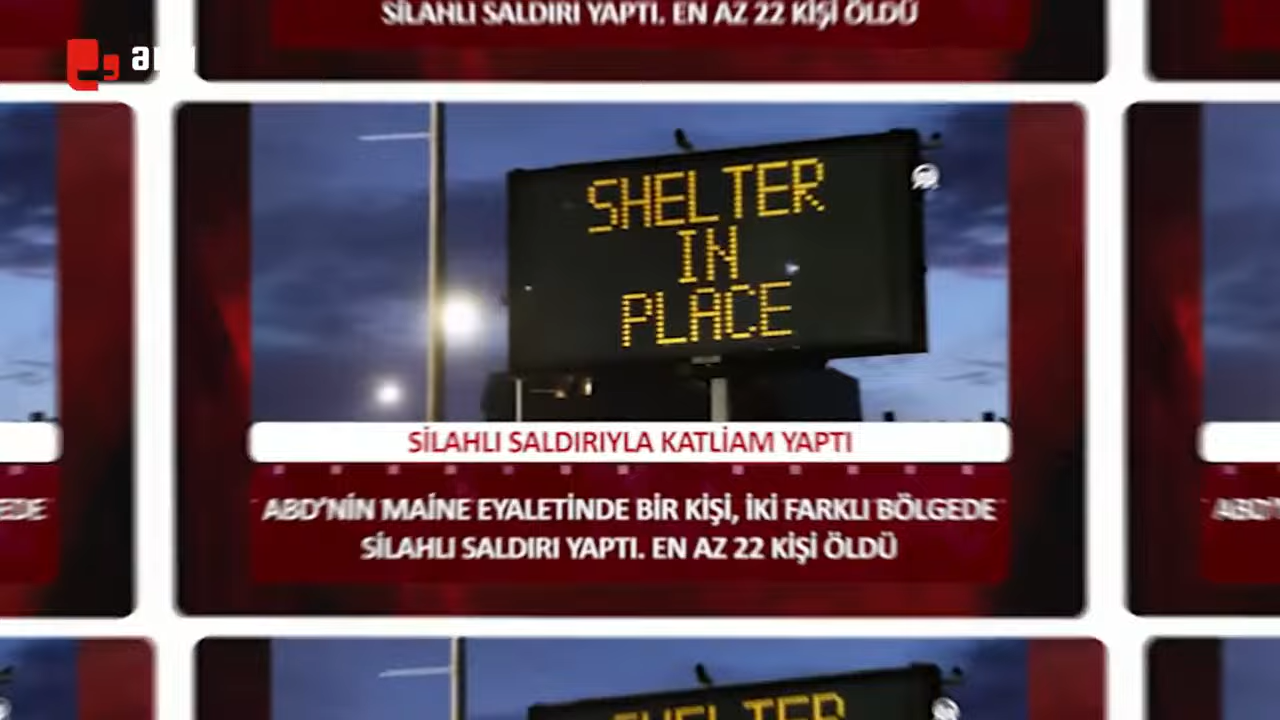 SİLAHLI SALDIRI YAPTI. EN AZ 22 KİŞİ ÖLDÜ
SHELTER
IN
PLACE
SİLAHLI SALDIRIYLA KATLİAM YAPTI
ABD'NİN MAİNE EYALETİNDE BİR KİŞİ, İKİ FARKLI BÖLGEDE
SİLAHLI SALDIRI YAPTI. EN AZ 22 KİŞİ ÖLDÜ
SHELTER